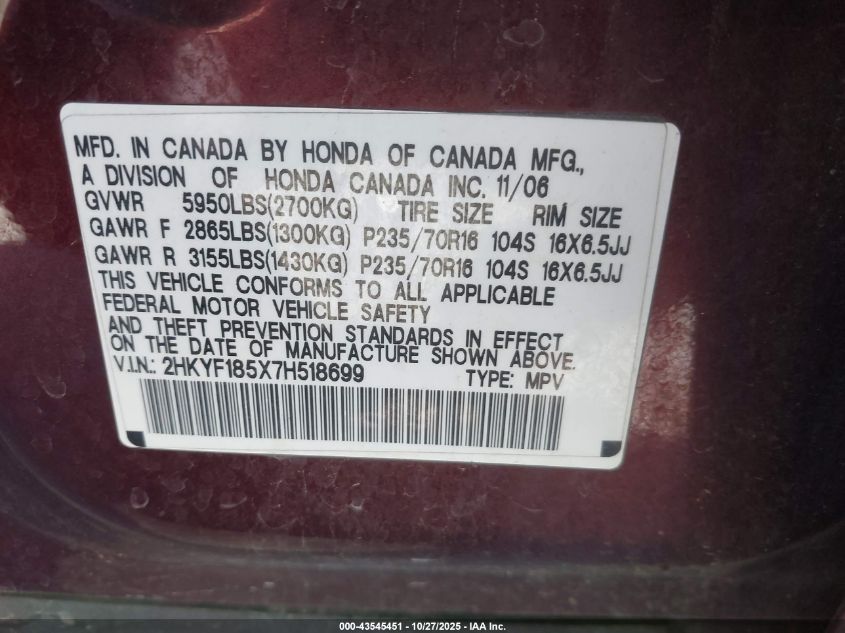 MFD. IN CANADA BY HONDA OF CANADA MFG.,
A DIVISION OF HONDA CANADA INC. 11/06
GVWR 5950LBS(2700KG) TIRE SIZE RIM SIZE
GAWR F 2865LBS(1300KG) P235/70R16 104S 16X6.5JJ
GAWR R 3155LBS(1430KG) P235/70R16 104S 16X6.5JJ
THIS VEHICLE CONFORMS TO ALL APPLICABLE
FEDERAL MOTOR VEHICLE SAFETY
AND THEFT PREVENTION STANDARDS IN EFFECT
ON THE DATE OF MANUFACTURE SHOWN ABOVE.
V.I.N.: 2HKYF185X7H518699 TYPE: MPV
000-43545451 - 10/27/2025 - IAA Inc.